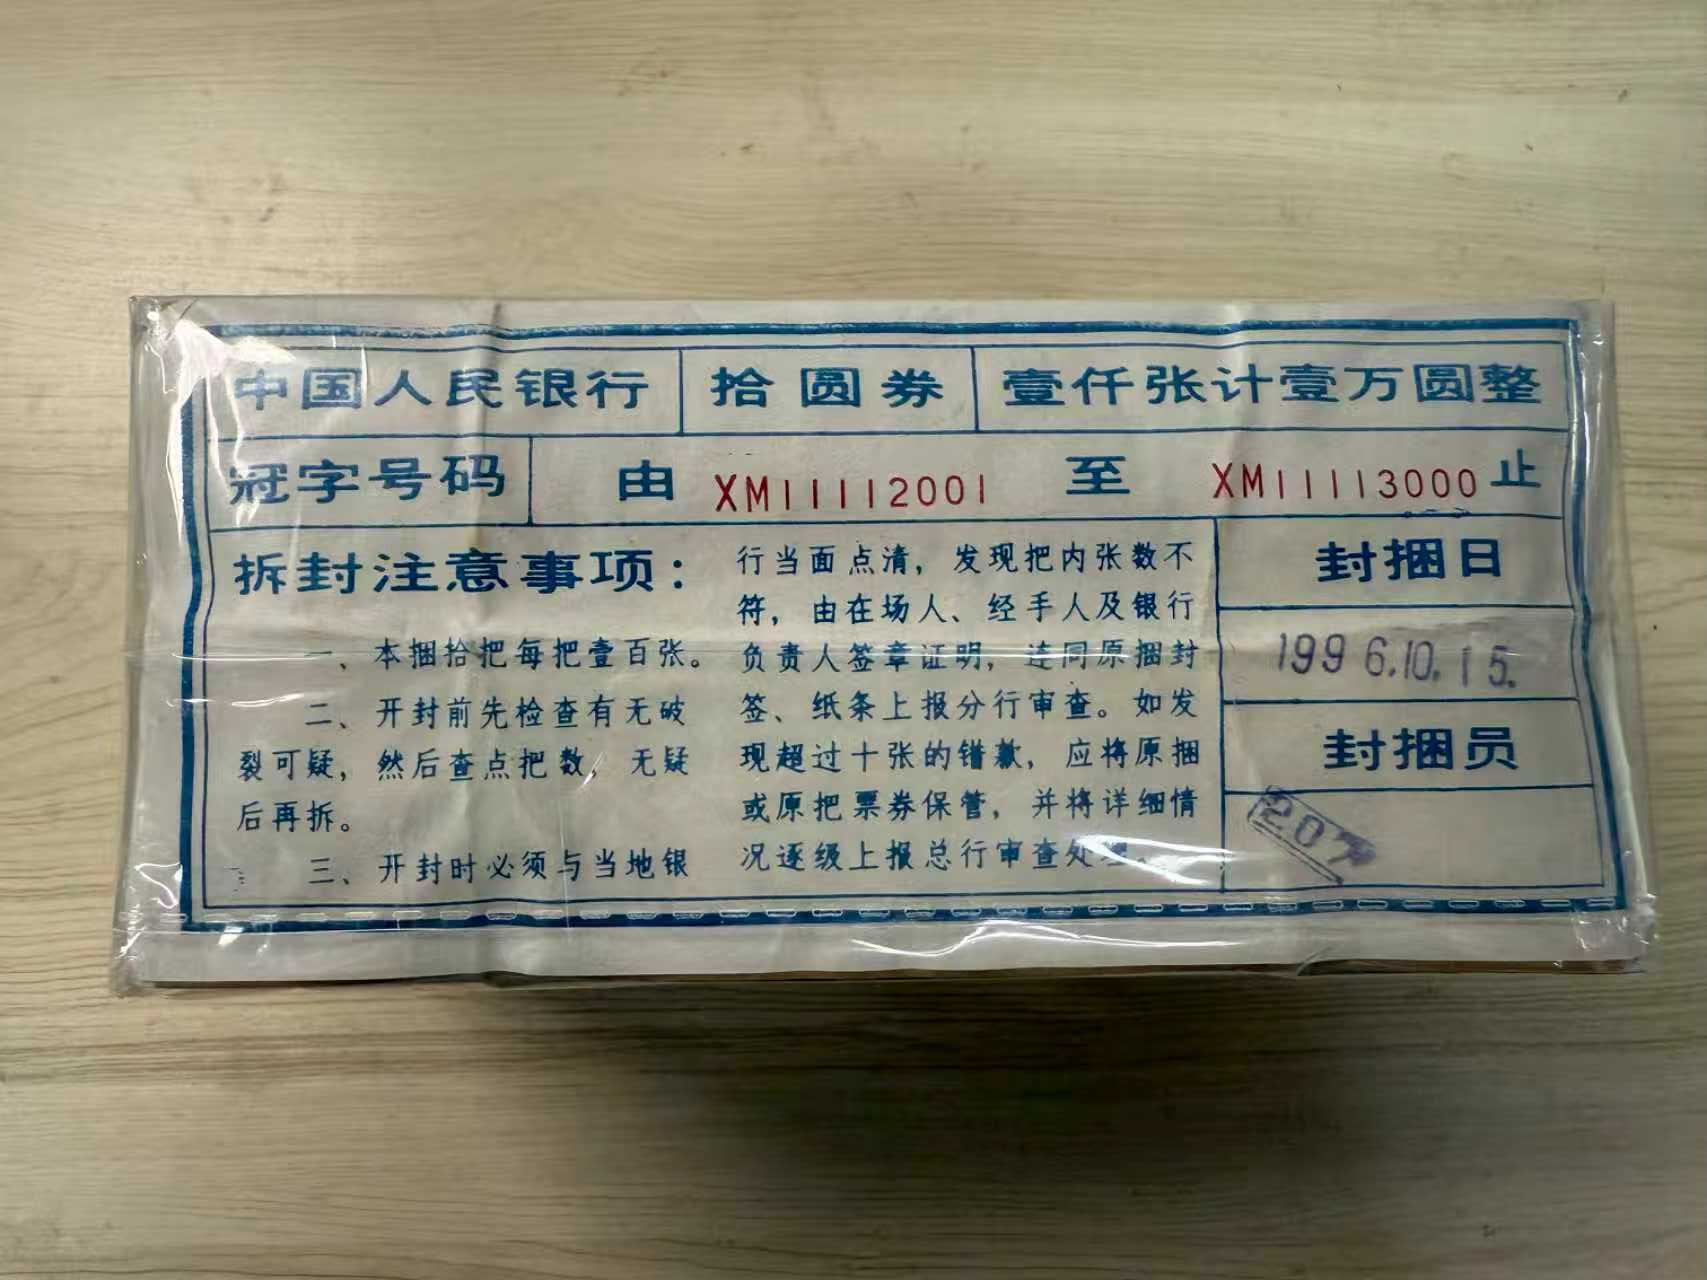 中国人民银行 拾圆券 壹仟张计壹万圆整
冠字号码 由 XM11112001 至 XM11113000 止
拆封注意事项：
一、本捆拾把每把壹百张。
二、开封前先检查有无破
裂可疑，然后查点把数，无疑
后再拆。
三、开封时必须与当地银
行当面点清，发现把内张数不
符，由在场人、经手人及银行
负责人签章证明，连同原捆封
签、纸条上报分行审查。如发
现超过十张的错款，应将原捆
或原把票券保管，并将详细情
况逐级上报总行审查处理。
封捆日
1996.10.15.
封捆员
207